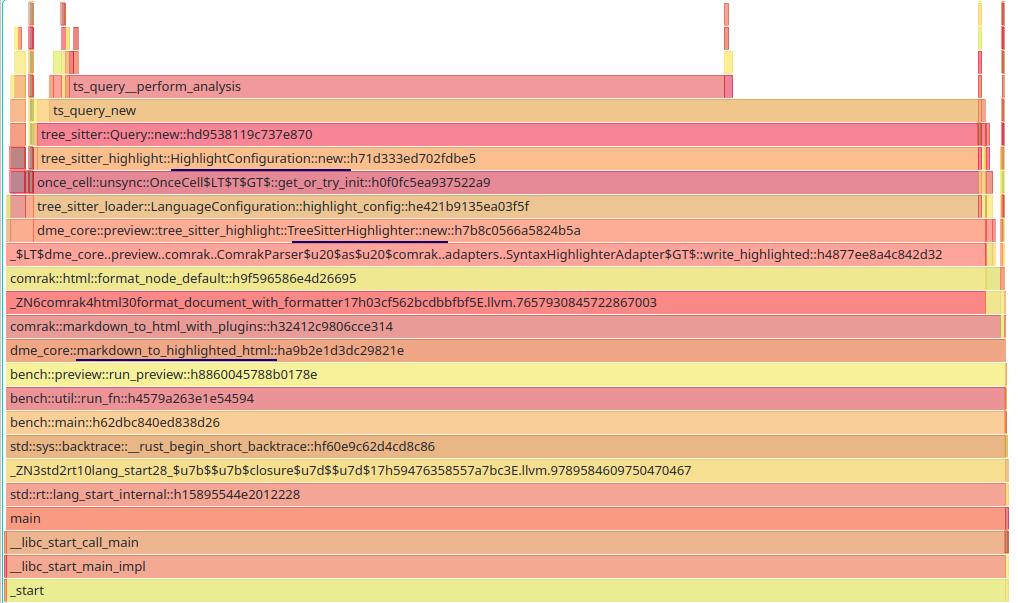 ts_query__perform_analysis
ts_query_new
tree_sitter::Query::new::hd9538119c737e870
tree_sitter_highlight::HighlightConfiguration::new::h71d333ed702fdbe5
once_cell::unsync::OnceCell$LT$T$GT$::get_or_try_init::h0f0fc5ea937522a9
tree_sitter_loader::LanguageConfiguration::highlight_config::he421b9135ea03f5f
dme_core::preview::tree_sitter_highlight::TreeSitterHighlighter::new::h7b8c0566a5824b5a
_$LT$dme_core..preview..comrak..ComrakParser$u20$as$u20$comrak..adapters..SyntaxHighlighterAdapter$GT$::write_highlighted::h4877ee8a4c842d32
comrak::html::format_node_default::h9f596586e4d26695
_ZN6comrak4html30format_document_with_formatter17h03cf562bcdbbfbf5E.llvm.7657930845722867003
comrak::markdown_to_html_with_plugins::h32412c9806cce314
dme_core::markdown_to_highlighted_html::ha9b2e1d3dc29821e
bench::preview::run_preview::h8860045788b0178e
bench::util::run_fn::h4579a263e1e54594
bench::main::h62dbc840ed838d26
std::sys::backtrace::__rust_begin_short_backtrace::hf60e9c62d4cd8c86
_ZN3std2rt10lang_start28_$u7b$$u7b$closure$u7d$$u7d$17h59476358557a7bc3E.llvm.9789584609750470467
std::rt::lang_start_internal::h15895544e2012228
main
__libc_start_call_main
__libc_start_main_impl
_start